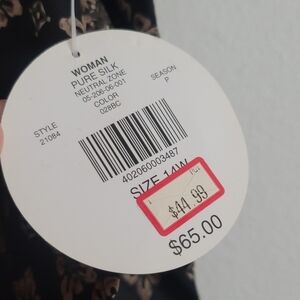 WOMAN
PURE SILK
NEUTRAL ZONE
05-206-06-001
COLOR
028BC
SEASON
P
STYLE
21084
402060003487
SIZE 14W
$44.99
$65.00